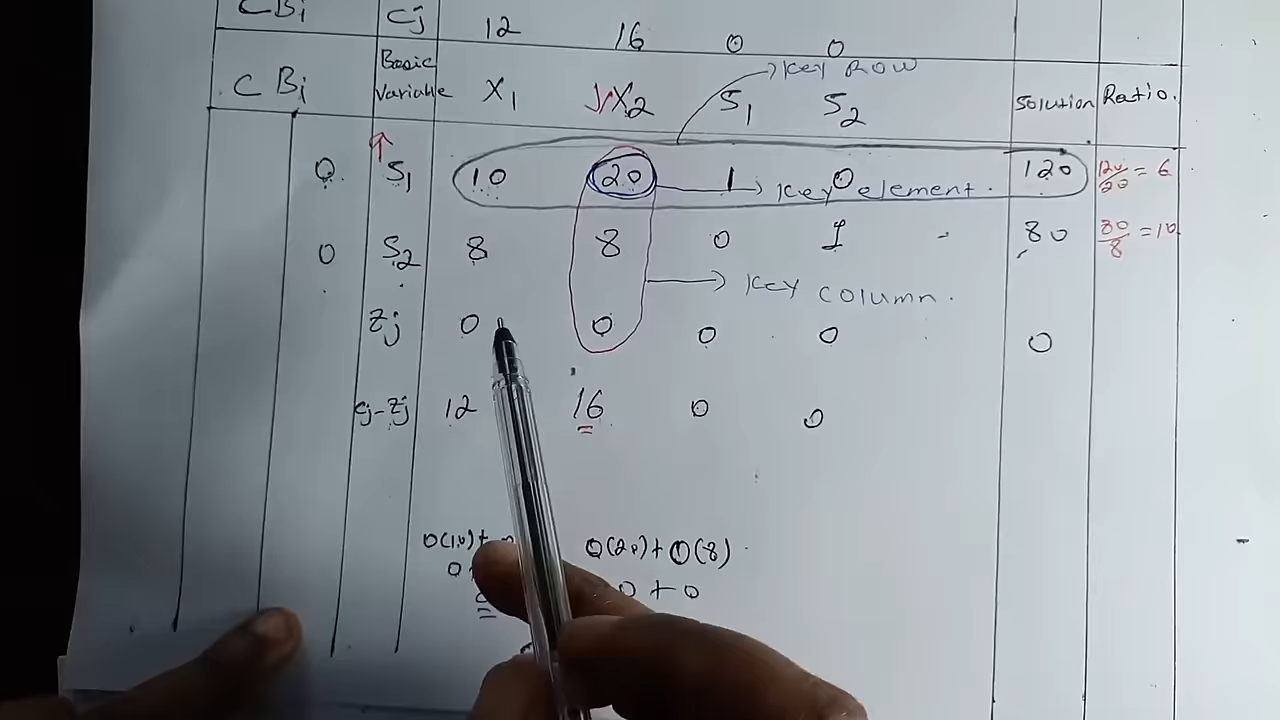 CBi Cj 12 16 0 0
CBi Basic Variable X1 X2 S1 S2 Solution Ratio.
→ Key Row
0 S1 10 20 1 0 120 120/20 = 6
→ Key element.
0 S2 8 8 0 1 80 80/8 = 10
→ Key column.
Zj 0 0 0 0 0
Cj-Zj 12 16 0 0
0(10)+ 0(20)+0(8)
0 0+0